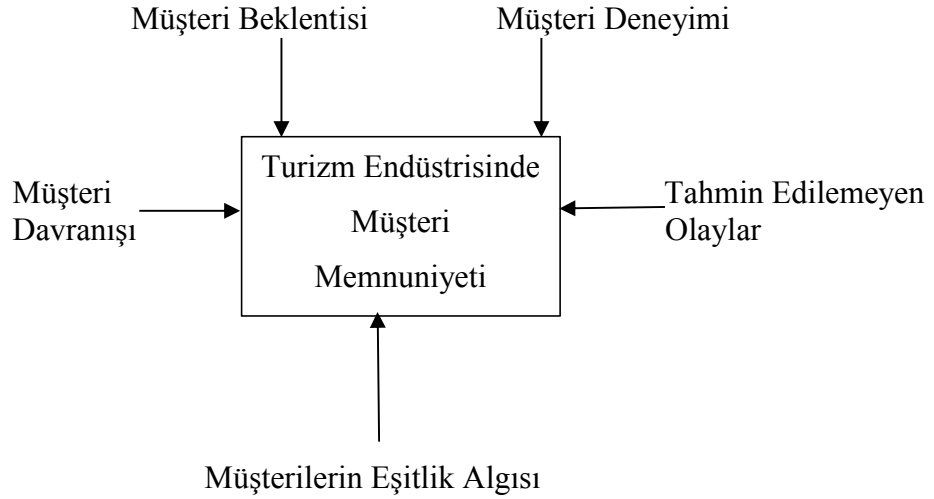 Müşteri Beklentisi
Müşteri Deneyimi
Turizm Endüstrisinde
Müşteri
Memnuniyeti
Müşteri
Davranışı
Tahmin Edilemeyen
Olaylar
Müşterilerin Eşitlik Algısı